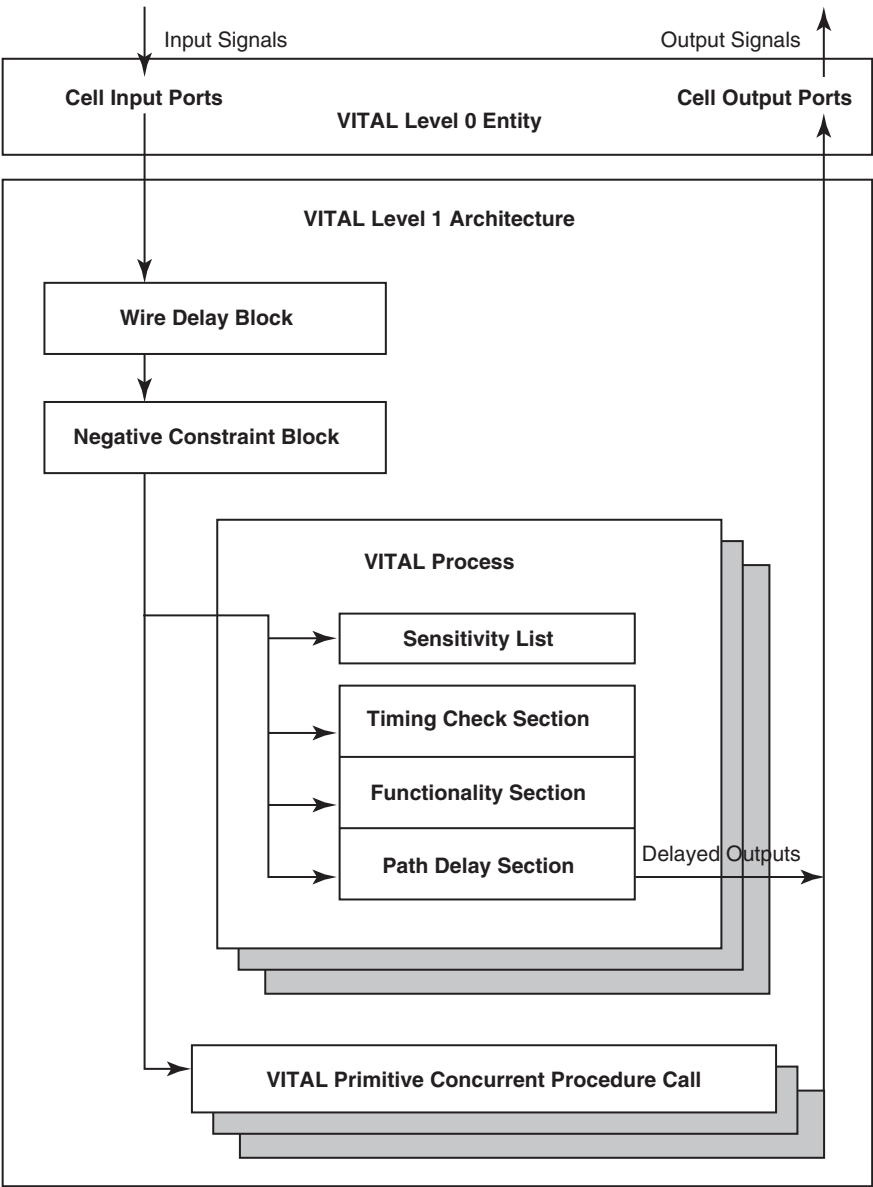 Input Signals
Output Signals
Cell Input Ports
Cell Output Ports
VITAL Level 0 Entity
VITAL Level 1 Architecture
Wire Delay Block
Negative Constraint Block
VITAL Process
Sensitivity List
Timing Check Section
Functionality Section
Path Delay Section
Delayed Outputs
VITAL Primitive Concurrent Procedure Call